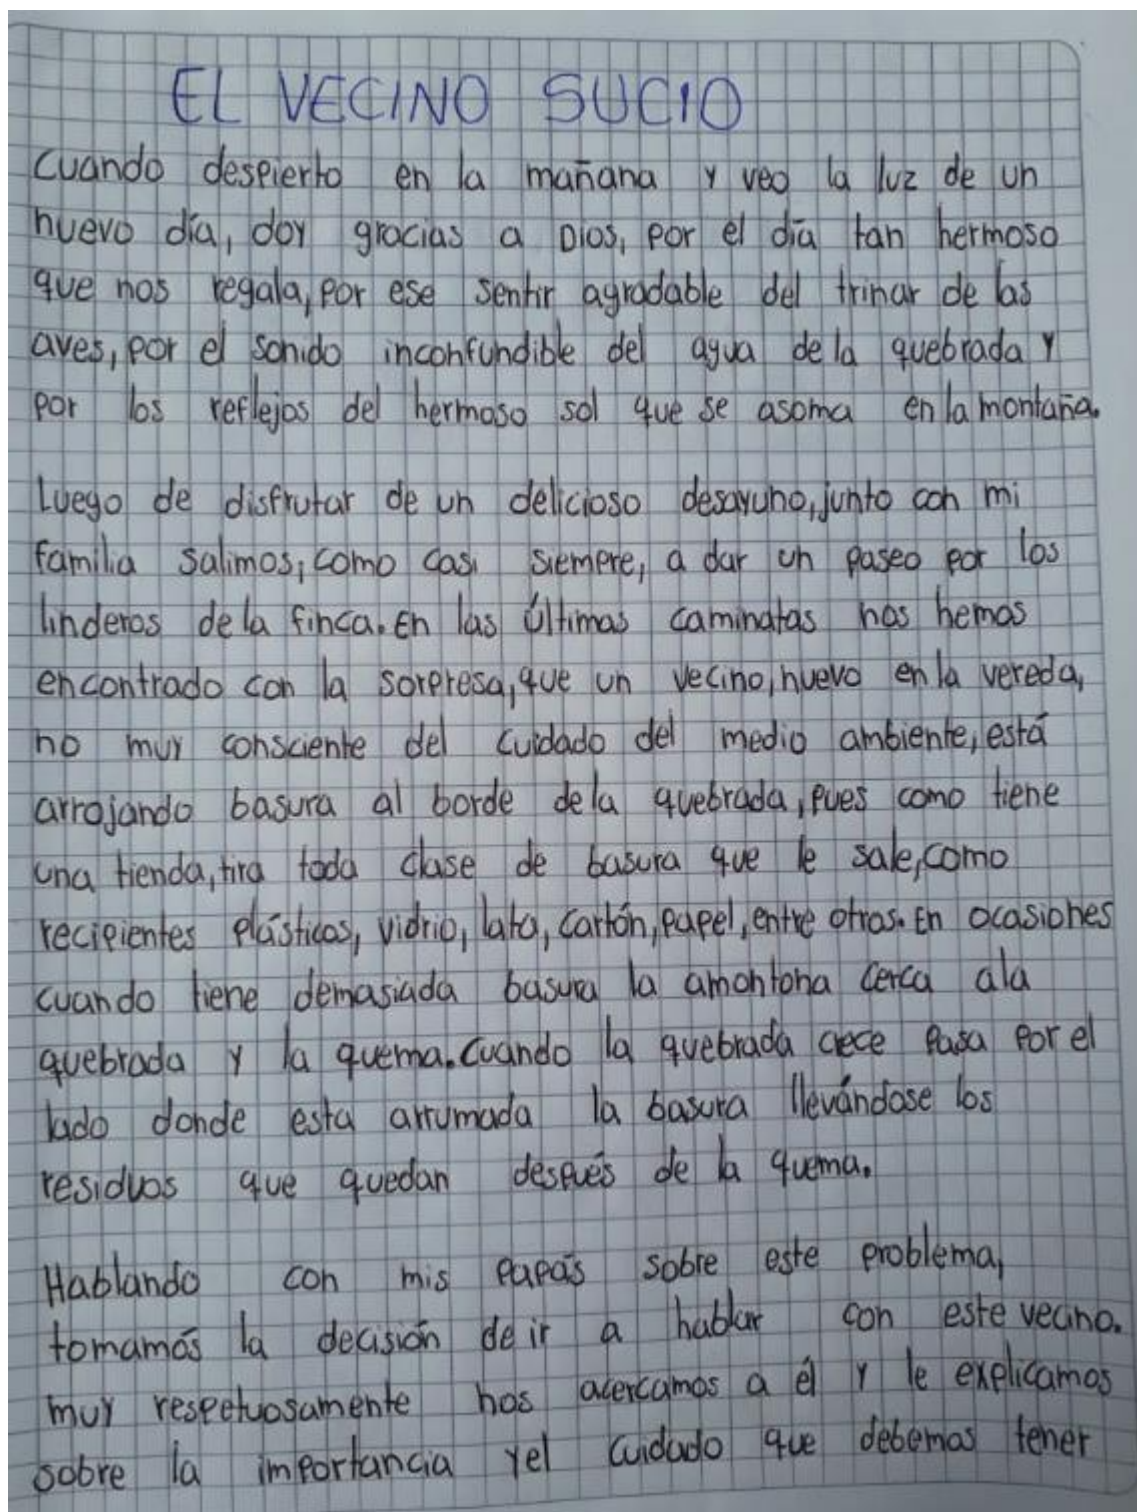 EL VECINO SUCIO
Cuando despierto en la mañana y veo la luz de un
nuevo día, doy gracias a Dios, por el día tan hermoso
que nos regala, por ese sentir agradable del trinar de las
aves, por el sonido inconfundible del agua de la quebrada y
por los reflejos del hermoso sol que se asoma en la montaña.
Luego de disfrutar de un delicioso desayuno, junto con mi
familia salimos, como casi siempre, a dar un paseo por los
linderos de la finca. En las últimas caminatas nos hemos
encontrado con la sorpresa, que un vecino, nuevo en la vereda,
no muy consciente del cuidado del medio ambiente, está
arrojando basura al borde de la quebrada, pues como tiene
una tienda, tira toda clase de basura que le sale, como
recipientes plásticos, vidrio, lata, cartón, papel, entre otros. En ocasiones
cuando tiene demasiada basura la amontona cerca ala
quebrada y la quema. Cuando la quebrada crece pasa por el
lado donde esta arrumada la basura llevándose los
residuos que quedan después de la quema.
Hablando con mis papás sobre este problema,
tomamós la decisión de ir a hablar con este vecino.
muy respetuosamente nos acercamos a él y le explicamos
sobre la importancia y el cuidado que debemos tener